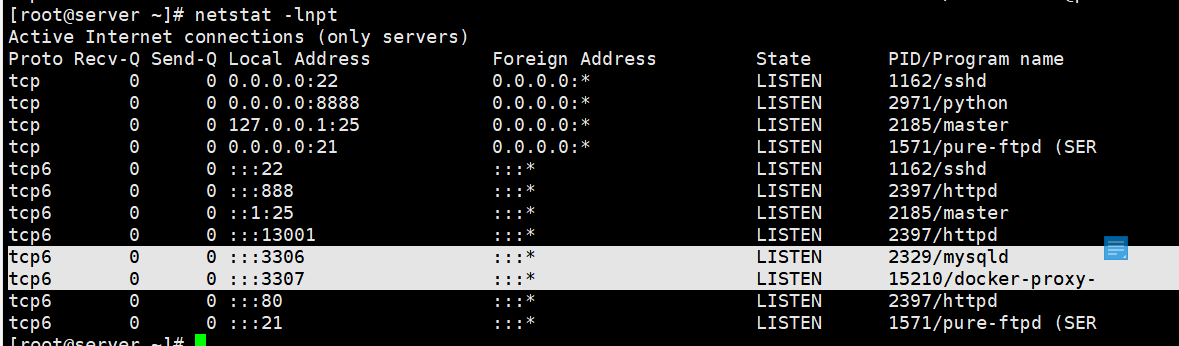 [root@server ~]# netstat -lnpt
Active Internet connections (only servers)
Proto Recv-Q Send-Q Local Address           Foreign Address         State       PID/Program name
tcp        0      0 0.0.0.0:22              0.0.0.0:*               LISTEN      1162/sshd
tcp        0      0 0.0.0.0:8888            0.0.0.0:*               LISTEN      2971/python
tcp        0      0 127.0.0.1:25            0.0.0.0:*               LISTEN      2185/master
tcp        0      0 0.0.0.0:21              0.0.0.0:*               LISTEN      1571/pure-ftpd (SER
tcp6       0      0 :::22                   :::*                    LISTEN      1162/sshd
tcp6       0      0 :::888                  :::*                    LISTEN      2397/httpd
tcp6       0      0 ::1:25                  :::*                    LISTEN      2185/master
tcp6       0      0 :::13001                :::*                    LISTEN      2397/httpd
tcp6       0      0 :::3306                 :::*                    LISTEN      2329/mysqld
tcp6       0      0 :::3307                 :::*                    LISTEN      15210/docker-proxy-
tcp6       0      0 :::80                   :::*                    LISTEN      2397/httpd
tcp6       0      0 :::21                   :::*                    LISTEN      1571/pure-ftpd (SER
[root@server ~]#